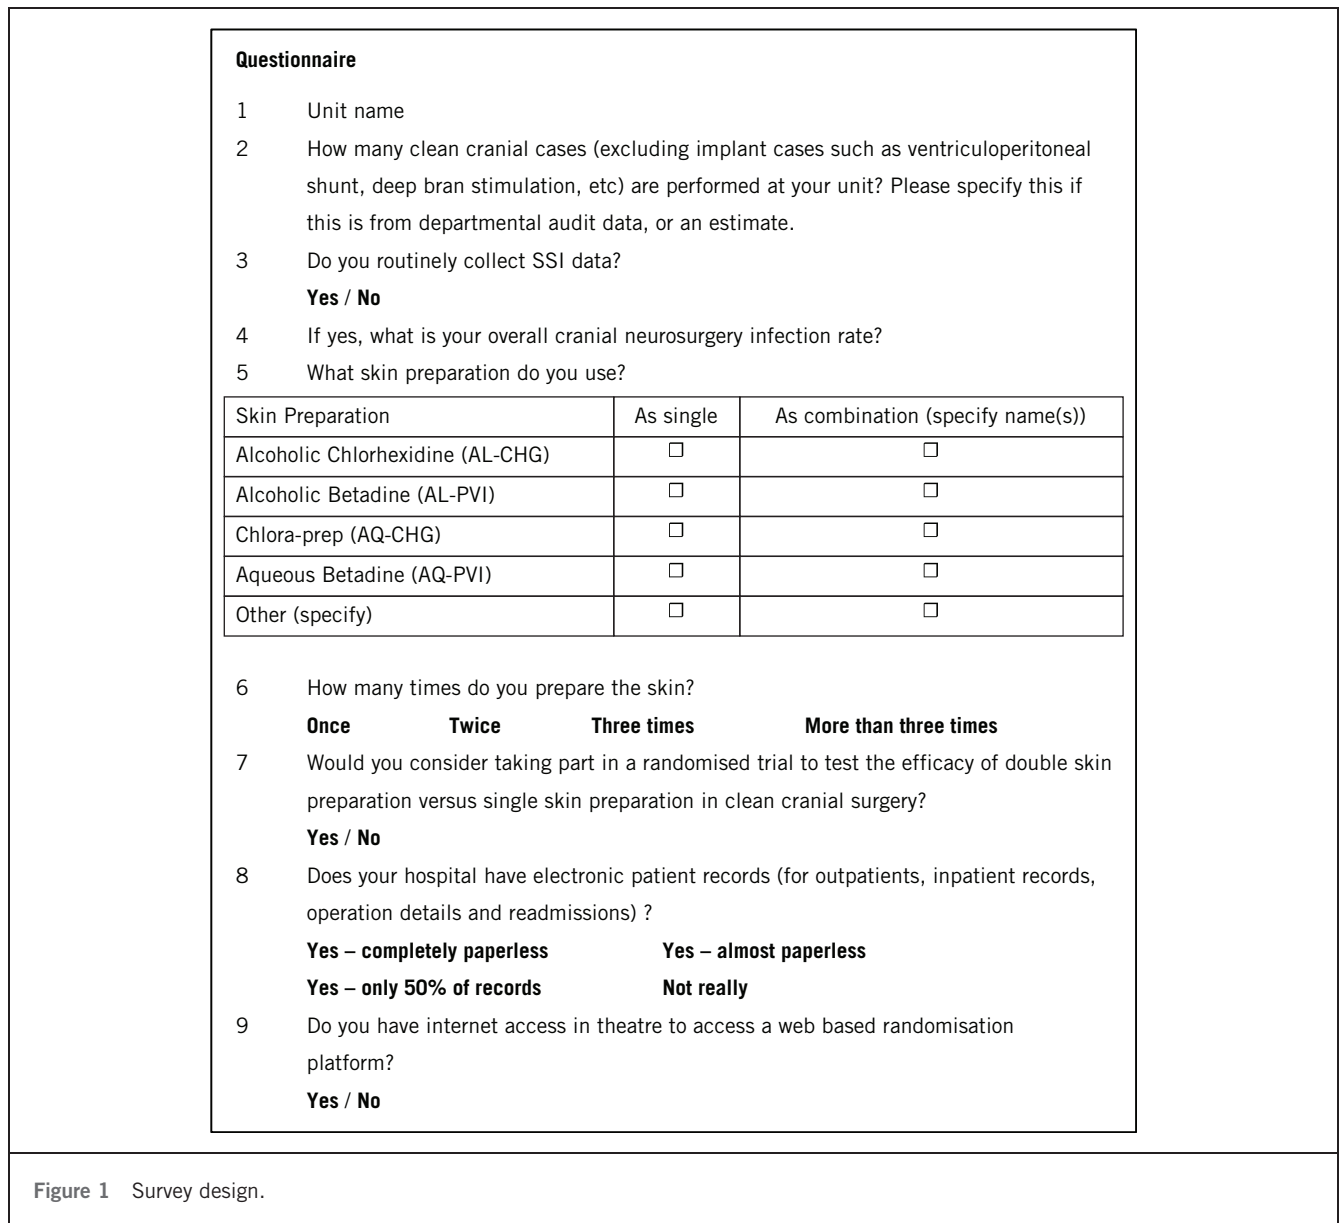 Questionnaire
1 Unit name
2 How many clean cranial cases (excluding implant cases such as ventriculoperitoneal
shunt, deep bran stimulation, etc) are performed at your unit? Please specify this if
this is from departmental audit data, or an estimate.
3 Do you routinely collect SSI data?
Yes / No
4 If yes, what is your overall cranial neurosurgery infection rate?
5 What skin preparation do you use?
Skin Preparation As single As combination (specify name(s))
Alcoholic Chlorhexidine (AL-CHG) ☐ ☐
Alcoholic Betadine (AL-PVI) ☐ ☐
Chlora-prep (AQ-CHG) ☐ ☐
Aqueous Betadine (AQ-PVI) ☐ ☐
Other (specify) ☐ ☐
6 How many times do you prepare the skin?
Once Twice Three times More than three times
7 Would you consider taking part in a randomised trial to test the efficacy of double skin
preparation versus single skin preparation in clean cranial surgery?
Yes / No
8 Does your hospital have electronic patient records (for outpatients, inpatient records,
operation details and readmissions) ?
Yes – completely paperless Yes – almost paperless
Yes – only 50% of records Not really
9 Do you have internet access in theatre to access a web based randomisation
platform?
Yes / No
Figure 1 Survey design.